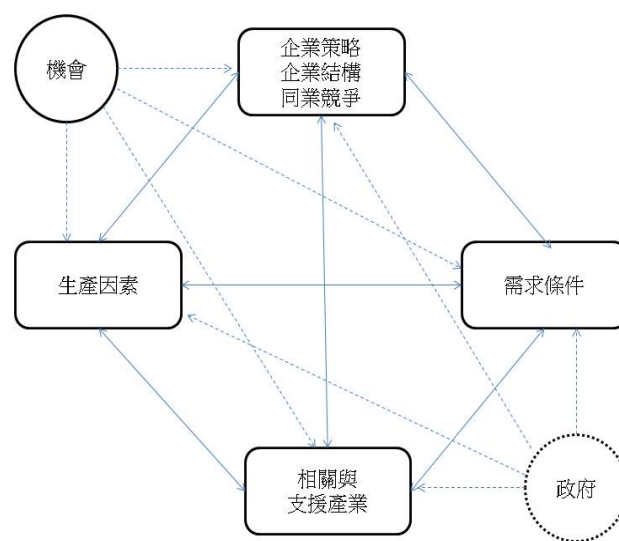 機會
企業策略
企業結構
同業競爭
生產因素
需求條件
相關與
支援產業
政府